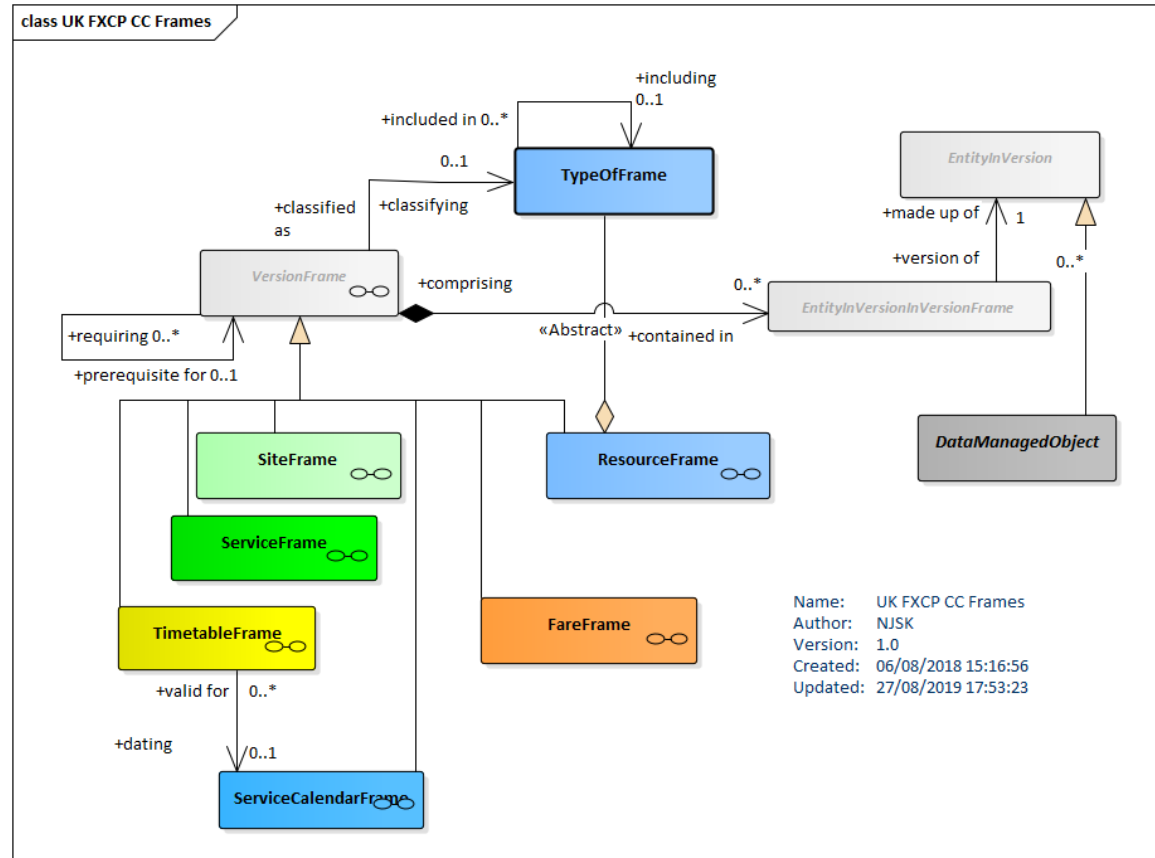 class UK FXCP CC Frames
+including
0..1
+included in 0..*
TypeOfFrame
0..1
+classifying
+classified
as
EntityInVersion
+made up of
1
+version of
0..*
VersionFrame
+comprising
0..*
EntityInVersionInVersionFrame
«Abstract»
+contained in
+requiring 0..*
+prerequisite for 0..1
SiteFrame
ResourceFrame
DataManagedObject
ServiceFrame
TimetableFrame
FareFrame
+valid for
0..*
+dating
0..1
ServiceCalendarFrame
Name: UK FXCP CC Frames
Author: NJSK
Version: 1.0
Created: 06/08/2018 15:16:56
Updated: 27/08/2019 17:53:23